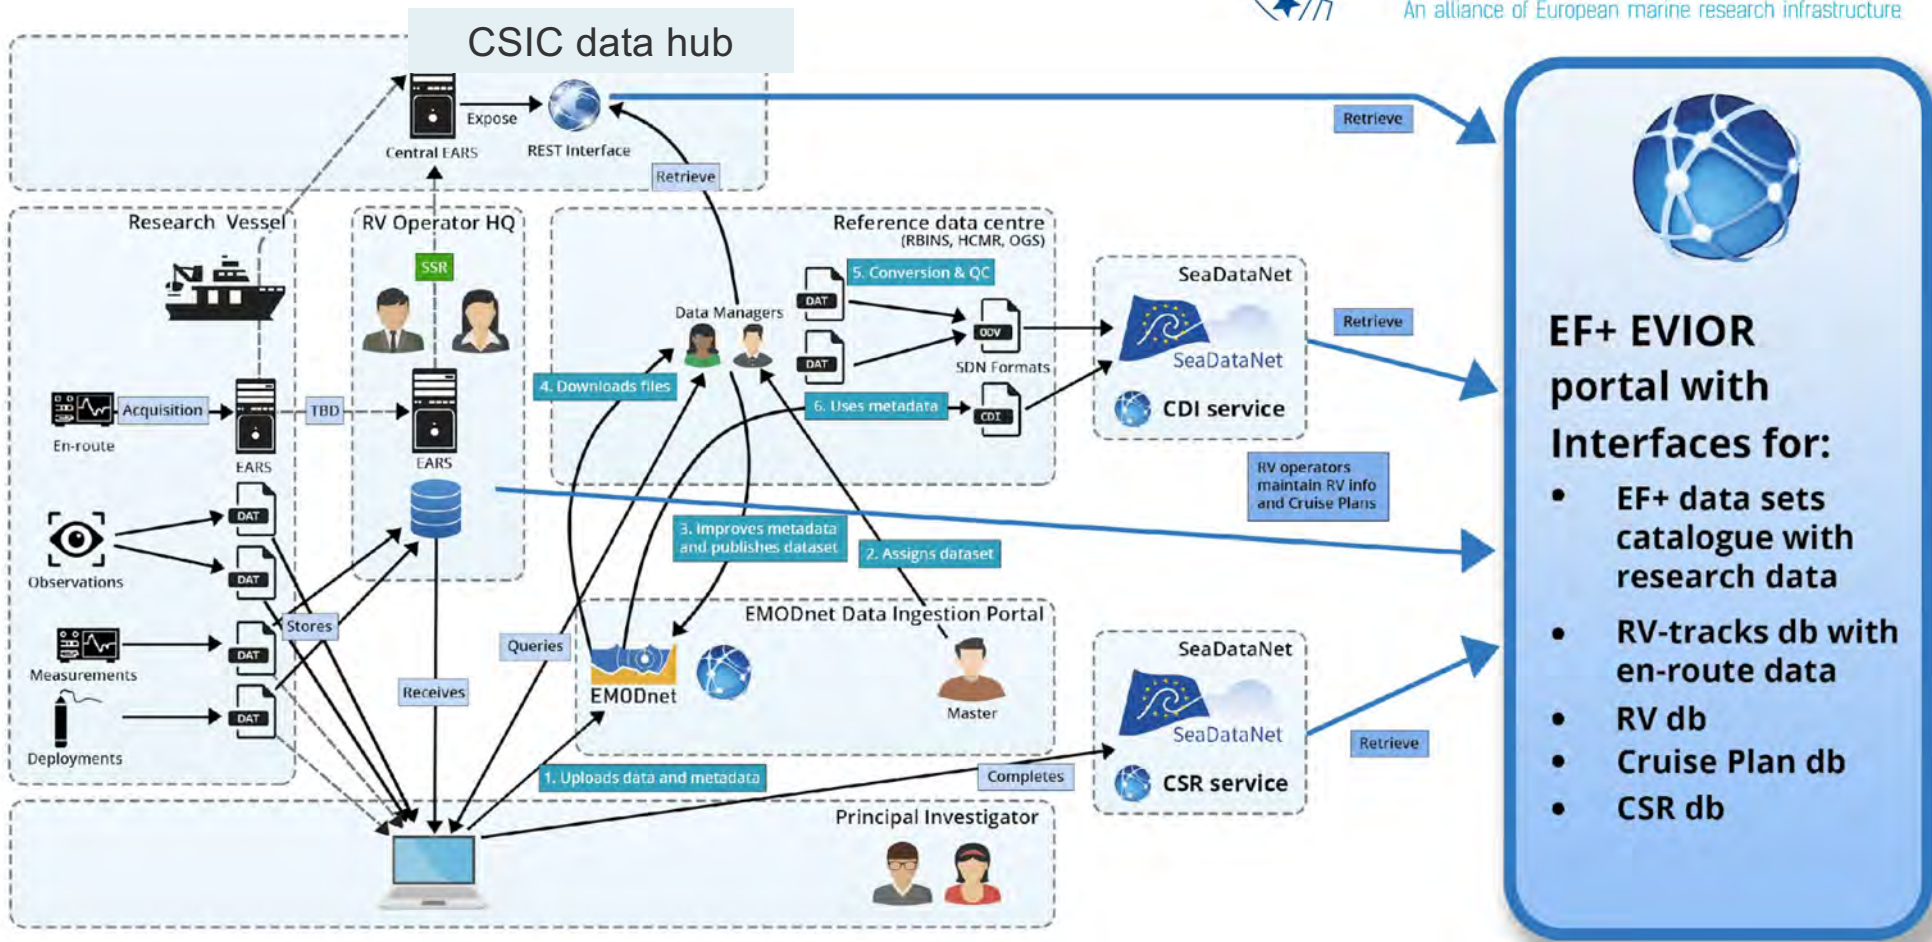 An alliance of European marine research infrastructure
CSIC data hub
Expose
Central EARS
REST Interface
Retrieve
Retrieve
Research Vessel
RV Operator HQ
SSR
Reference data centre
(RBINS, HCMR, OGS)
5. Conversion & QC
DAT
DAT
ODV
SDN Formats
Data Managers
4. Downloads files
6. Uses metadata
CDI
SeaDataNet
SeaDataNet
CDI service
Retrieve
Acquisition
TBD
En-route
EARS
EARS
DAT
DAT
Observations
DAT
Measurements
DAT
Deployments
Stores
Receives
Queries
3. Improves metadata
and publishes dataset
2. Assigns dataset
RV operators
maintain RV info
and Cruise Plans
EMODnet Data Ingestion Portal
EMODnet
Master
1. Uploads data and metadata
Completes
SeaDataNet
SeaDataNet
CSR service
Retrieve
Principal Investigator
EF+ EVIOR
portal with
Interfaces for:
• EF+ data sets
catalogue with
research data
• RV-tracks db with
en-route data
• RV db
• Cruise Plan db
• CSR db